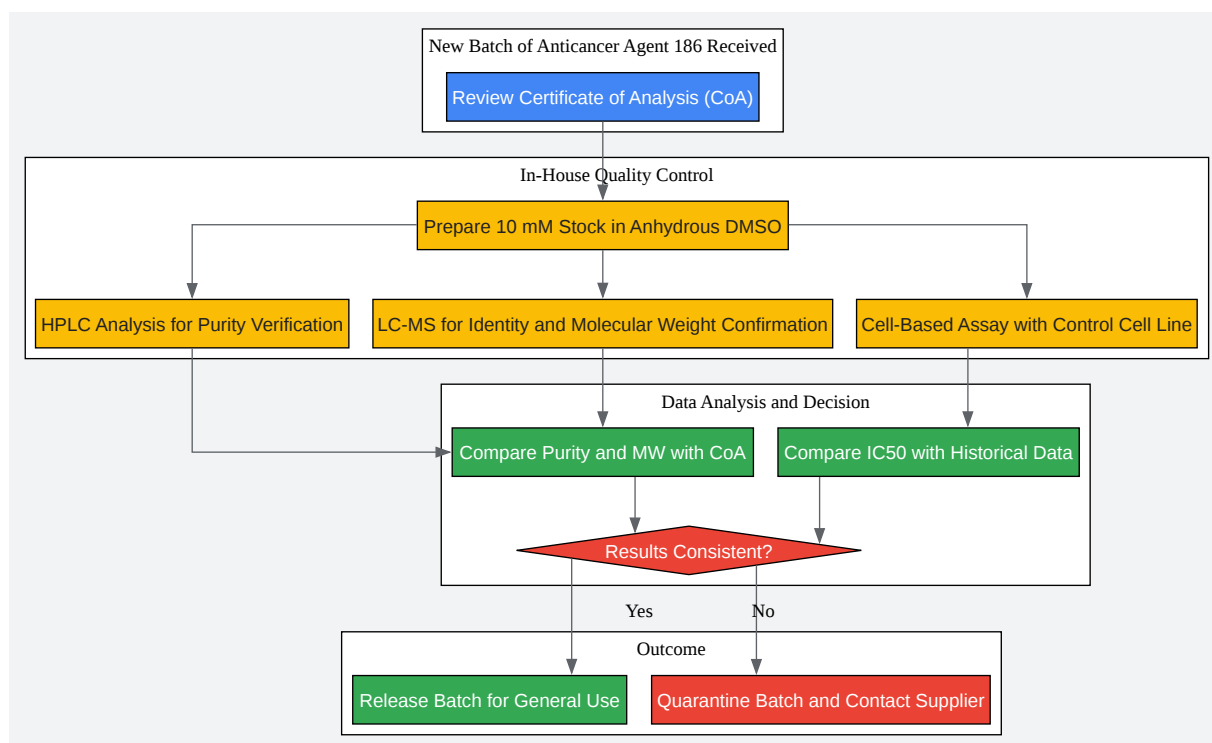 New Batch of Anticancer Agent 186 Received
Review Certificate of Analysis (CoA)
In-House Quality Control
Prepare 10 mM Stock in Anhydrous DMSO
HPLC Analysis for Purity Verification
LC-MS for Identity and Molecular Weight Confirmation
Cell-Based Assay with Control Cell Line
Data Analysis and Decision
Compare Purity and MW with CoA
Compare IC50 with Historical Data
Results Consistent?
Yes
No
Outcome
Release Batch for General Use
Quarantine Batch and Contact Supplier